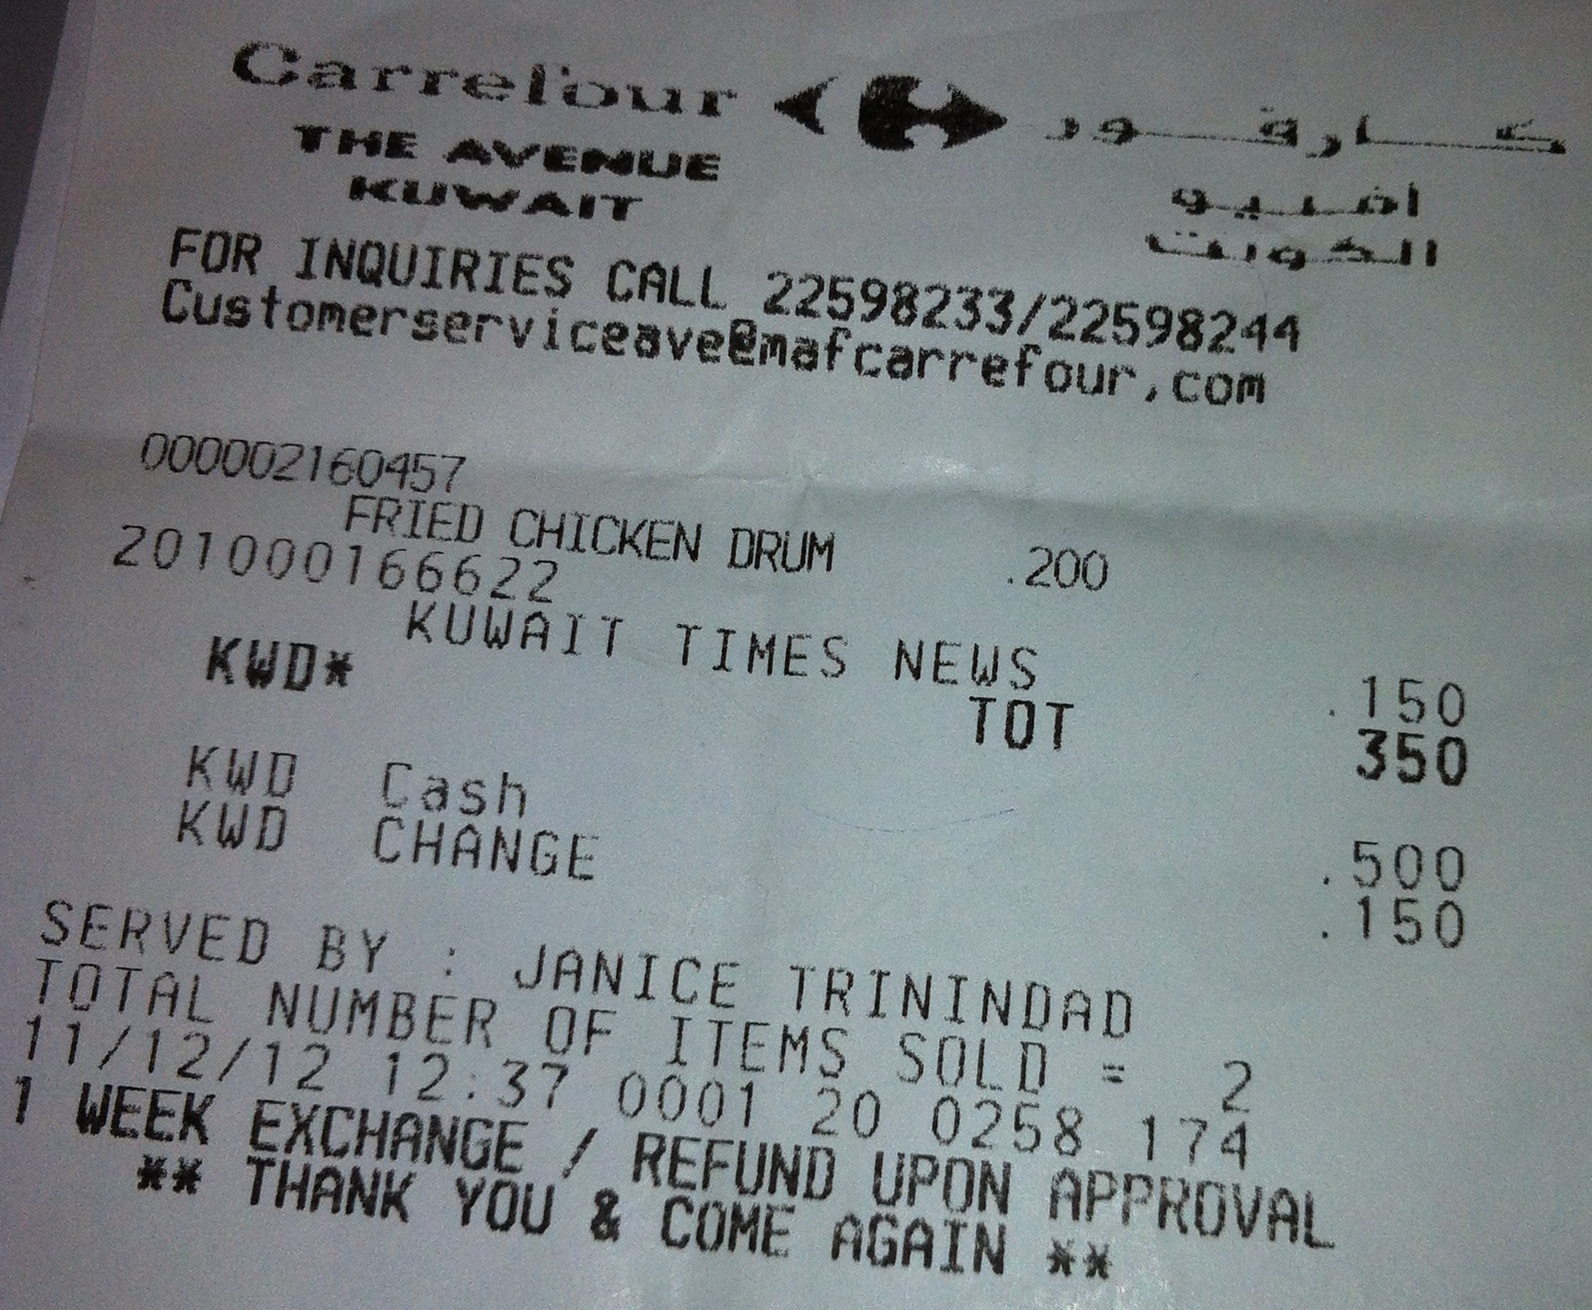 Carrefour كارفور
THE AVENUE افنيو
KUWAIT الكويت
FOR INQUIRIES CALL 22598233/22598244
Customerserviceave@mafcarrefour.com
000002160457
FRIED CHICKEN DRUM .200
201000166622
KUWAIT TIMES NEWS .150
KWD* TOT 350
KWD Cash .500
KWD CHANGE .150
SERVED BY : JANICE TRININDAD
TOTAL NUMBER OF ITEMS SOLD = 2
11/12/12 12:37 0001 20 0258 174
1 WEEK EXCHANGE / REFUND UPON APPROVAL
** THANK YOU & COME AGAIN **